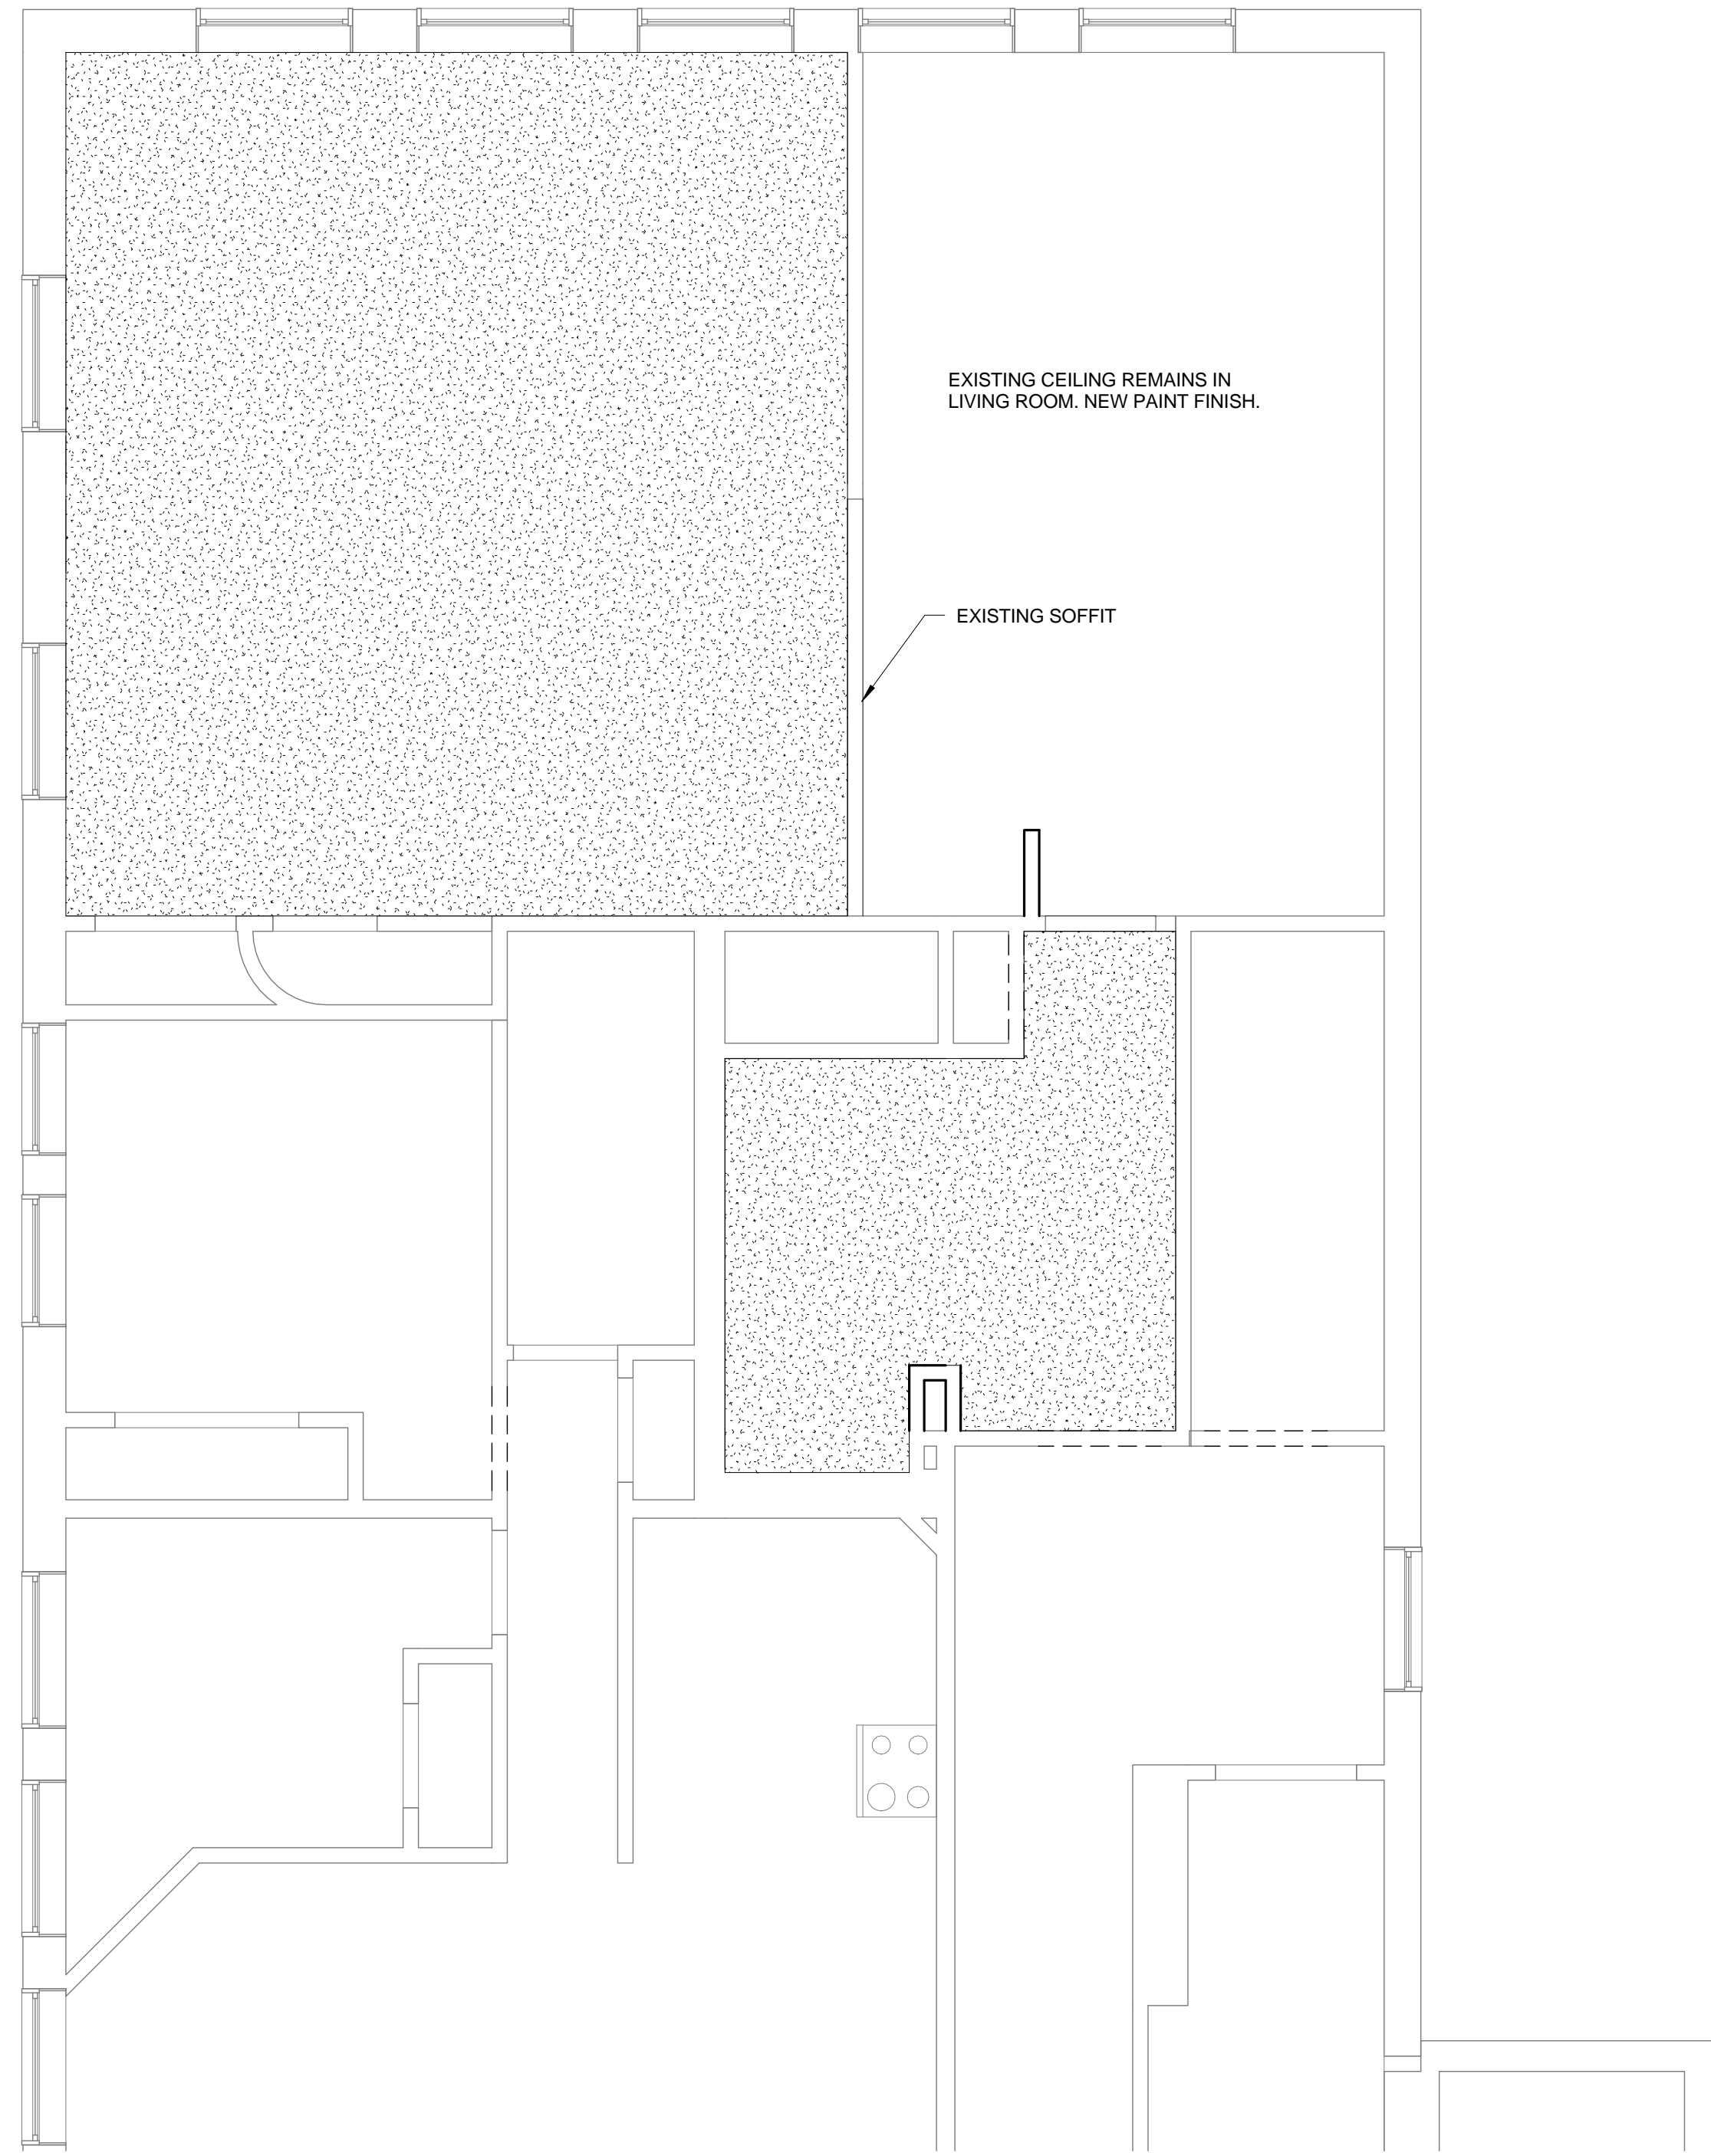 EXISTING CEILING REMAINS IN
LIVING ROOM. NEW PAINT FINISH.
EXISTING SOFFIT